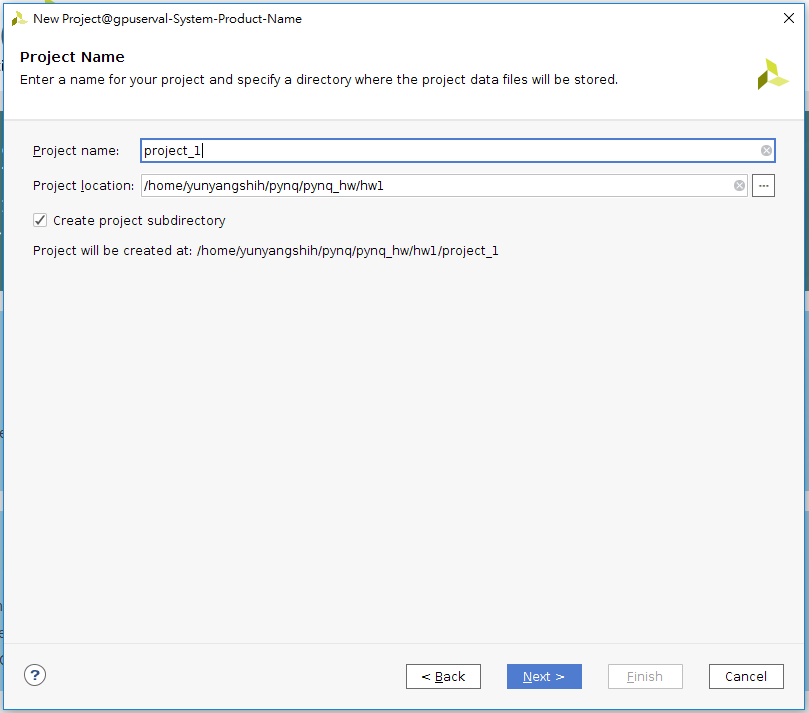 New Project@gpuserval-System-Product-Name
Project Name
Enter a name for your project and specify a directory where the project data files will be stored.
Project name: project_1
Project location: /home/yunyangshih/pynq/pynq_hw/hw1 ...
Create project subdirectory
Project will be created at: /home/yunyangshih/pynq/pynq_hw/hw1/project_1
? < Back Next > Finish Cancel